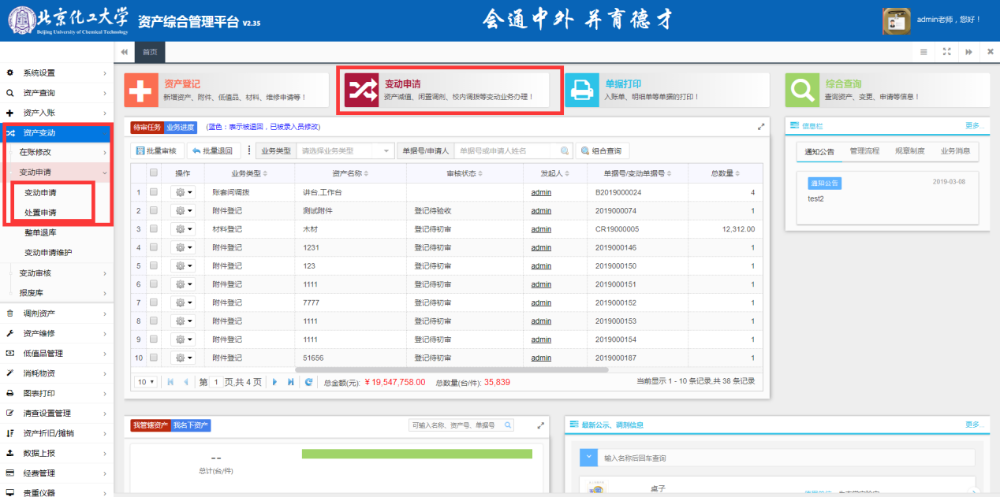 北京化工大学
Beijing University of Chemical Technology
资产综合管理平台 V2.35
会通中外 并育德才
admin老师，您好！
首页
系统设置
资产查询
资产入账
资产变动
在账修改
变动申请
变动申请
处置申请
整单退库
变动申请维护
变动审核
报废库
调剂资产
资产维修
低值品管理
消耗物资
图表打印
清查设置管理
资产折旧/摊销
数据上报
经费管理
贵重仪器
资产登记
新增资产、附件、低值品、材料、维修申请等！
变动申请
资产减值、闲置调剂、校内调拨等变动业务办理！
单据打印
入账单、明细单等单据的打印！
综合查询
查询资产、变更、申请等信息！
待审任务 业务进度 (蓝色：表示被退回，已被录入员修改)
批量审核 批量退回 业务类型 请选择业务类型 单据号/申请人 单据号或申请人姓名 组合查询
操作 业务类型 资产名称 审核状态 发起人 单据号/变动单据号 总数量
1 账套间调拨 讲台,工作台 admin B2019000024 4
2 附件登记 测试附件 登记待验收 admin 2019000074 1
3 材料登记 木材 登记待初审 admin CR19000005 12,312.00
4 附件登记 1231 登记待初审 admin 2019000146 1
5 附件登记 123 登记待初审 admin 2019000150 1
6 附件登记 1111 登记待初审 admin 2019000151 1
7 附件登记 7777 登记待初审 admin 2019000152 1
8 附件登记 1111 登记待初审 admin 2019000153 1
9 附件登记 1111 登记待初审 admin 2019000154 1
10 附件登记 51656 登记待初审 admin 2019000187 1
10 第 1 页,共 4 页 总金额(元): ￥19,547,758.00 总数量(台/件): 35,839 当前显示 1 - 10 条记录,共 38 条记录
信息栏 更多...
通知公告 管理流程 规章制度 业务消息
通知公告 2019-03-08
test2
我管辖资产 我名下资产 可输入名称、资产号、单据号
--
总计(台/件)
最新公示、调剂信息 更多...
输入名称后回车查询
桌子